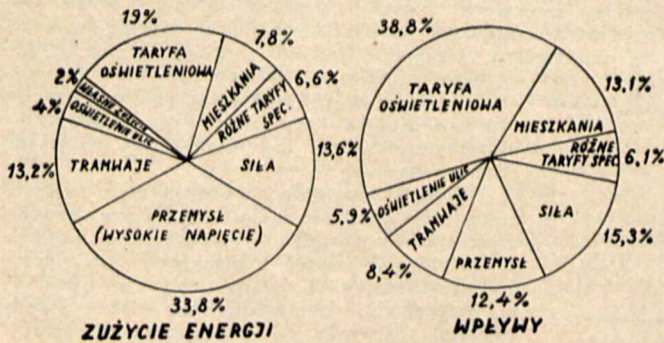 19%
7,8%
6,6%
13,6%
33,8%
13,2%
4%
2%
TARYFA
OŚWIETLENIOWA
MIESZKANIA
RÓŻNE TARYFY
SPEC.
SIŁA
PRZEMYSŁ
(WYSOKIE NAPIĘCIE)
TRAMWAJE
OŚWIETLENIE ULIC
WŁASNE ZUŻYCIE
ZUŻYCIE ENERGJI
38,8%
13,1%
6,1%
15,3%
12,4%
8,4%
5,9%
TARYFA
OŚWIETLENIOWA
MIESZKANIA
RÓŻNE
TARYFY SPEC
SIŁA
PRZEMYSŁ
TRAMWAJE
OŚWIETLENIE ULIC
WPŁYWY